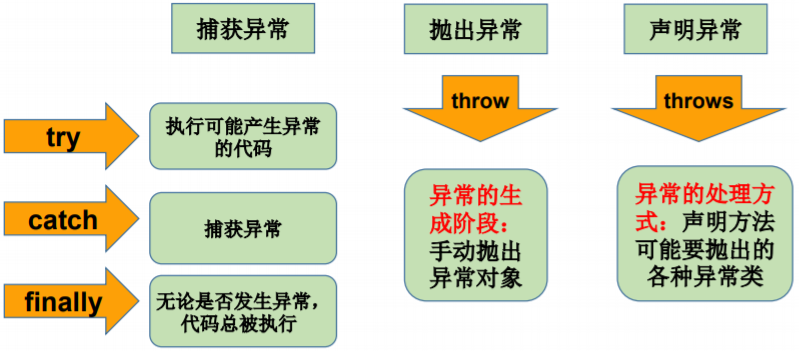 捕获异常
抛出异常
声明异常
try
执行可能产生异常
的代码
catch
捕获异常
finally
无论是否发生异常，
代码总被执行
throw
异常的生
成阶段：
手动抛出
异常对象
throws
异常的处理方
式：声明方法
可能要抛出的
各种异常类